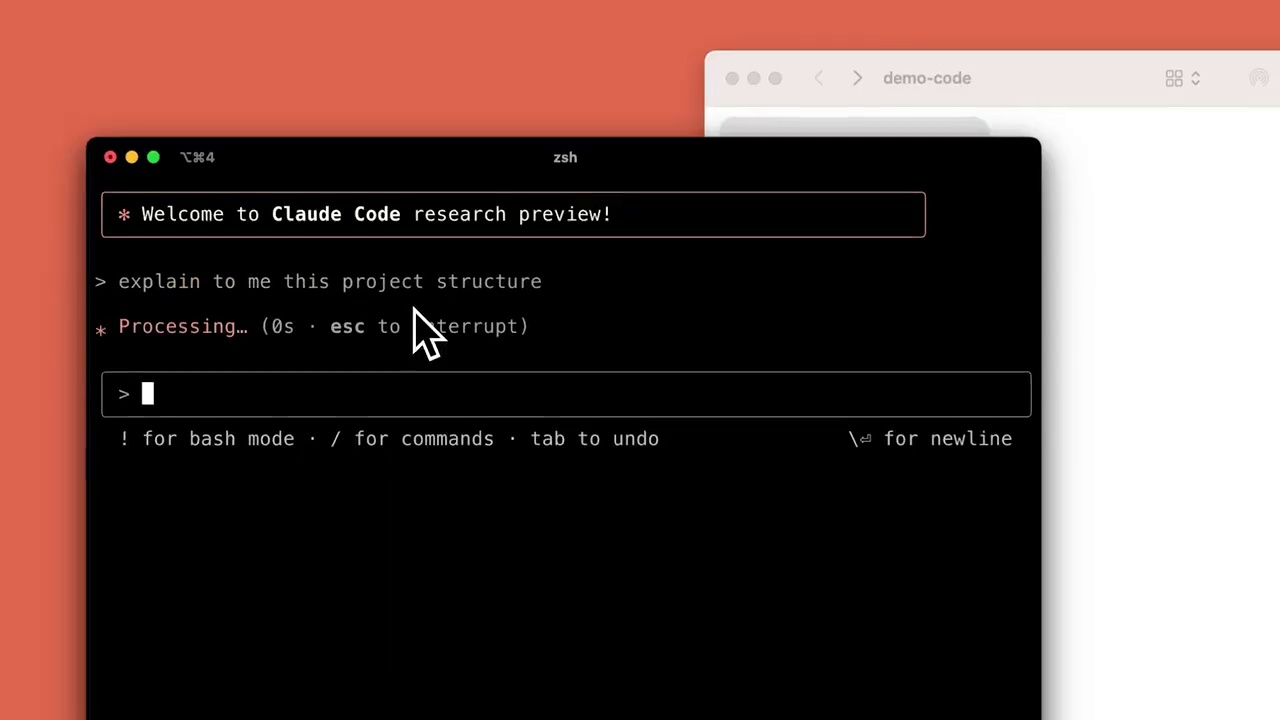 demo-code
⌥⌘4 zsh
* Welcome to Claude Code research preview!
> explain to me this project structure
* Processing… (0s · esc to terrupt)
>
! for bash mode · / for commands · tab to undo \⏎ for newline